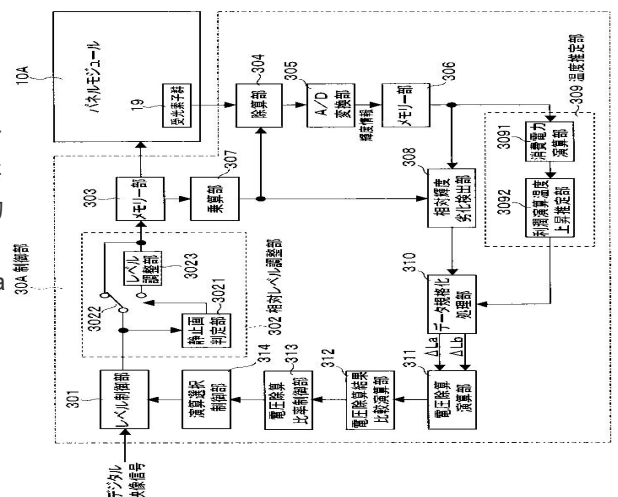 デジタル
映像信号
301
レベル制御部
30A 制御部
302 相対レベル調整部
3022
3021
静止画
判定部
3023
レベル
調整部
303
メモリー部
10A
パネルモジュール
19
受光素子群
307
乗算部
304
除算部
305
A/D
変換部
輝度情報
306
メモリー部
308
相対輝度
劣化検出部
309 温度推定部
3091
消費電力
演算部
3092
利潤演算温度
上昇推定部
310
データ規格化
処理部
ΔLa
ΔLb
311
電圧除算
演算部
312
電圧除算結果
比較演算部
313
電圧除算
比率制御部
314
演算選択
制御部